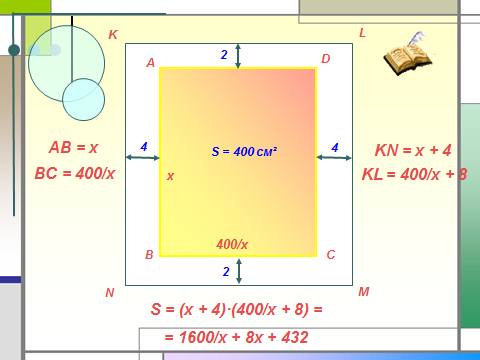 K
L
2
A
D
AB = x
4
S = 400 см²
4
KN = x + 4
BC = 400/x
x
KL = 400/x + 8
400/x
B
C
2
N
M
S = (x + 4)·(400/x + 8) =
= 1600/x + 8x + 432